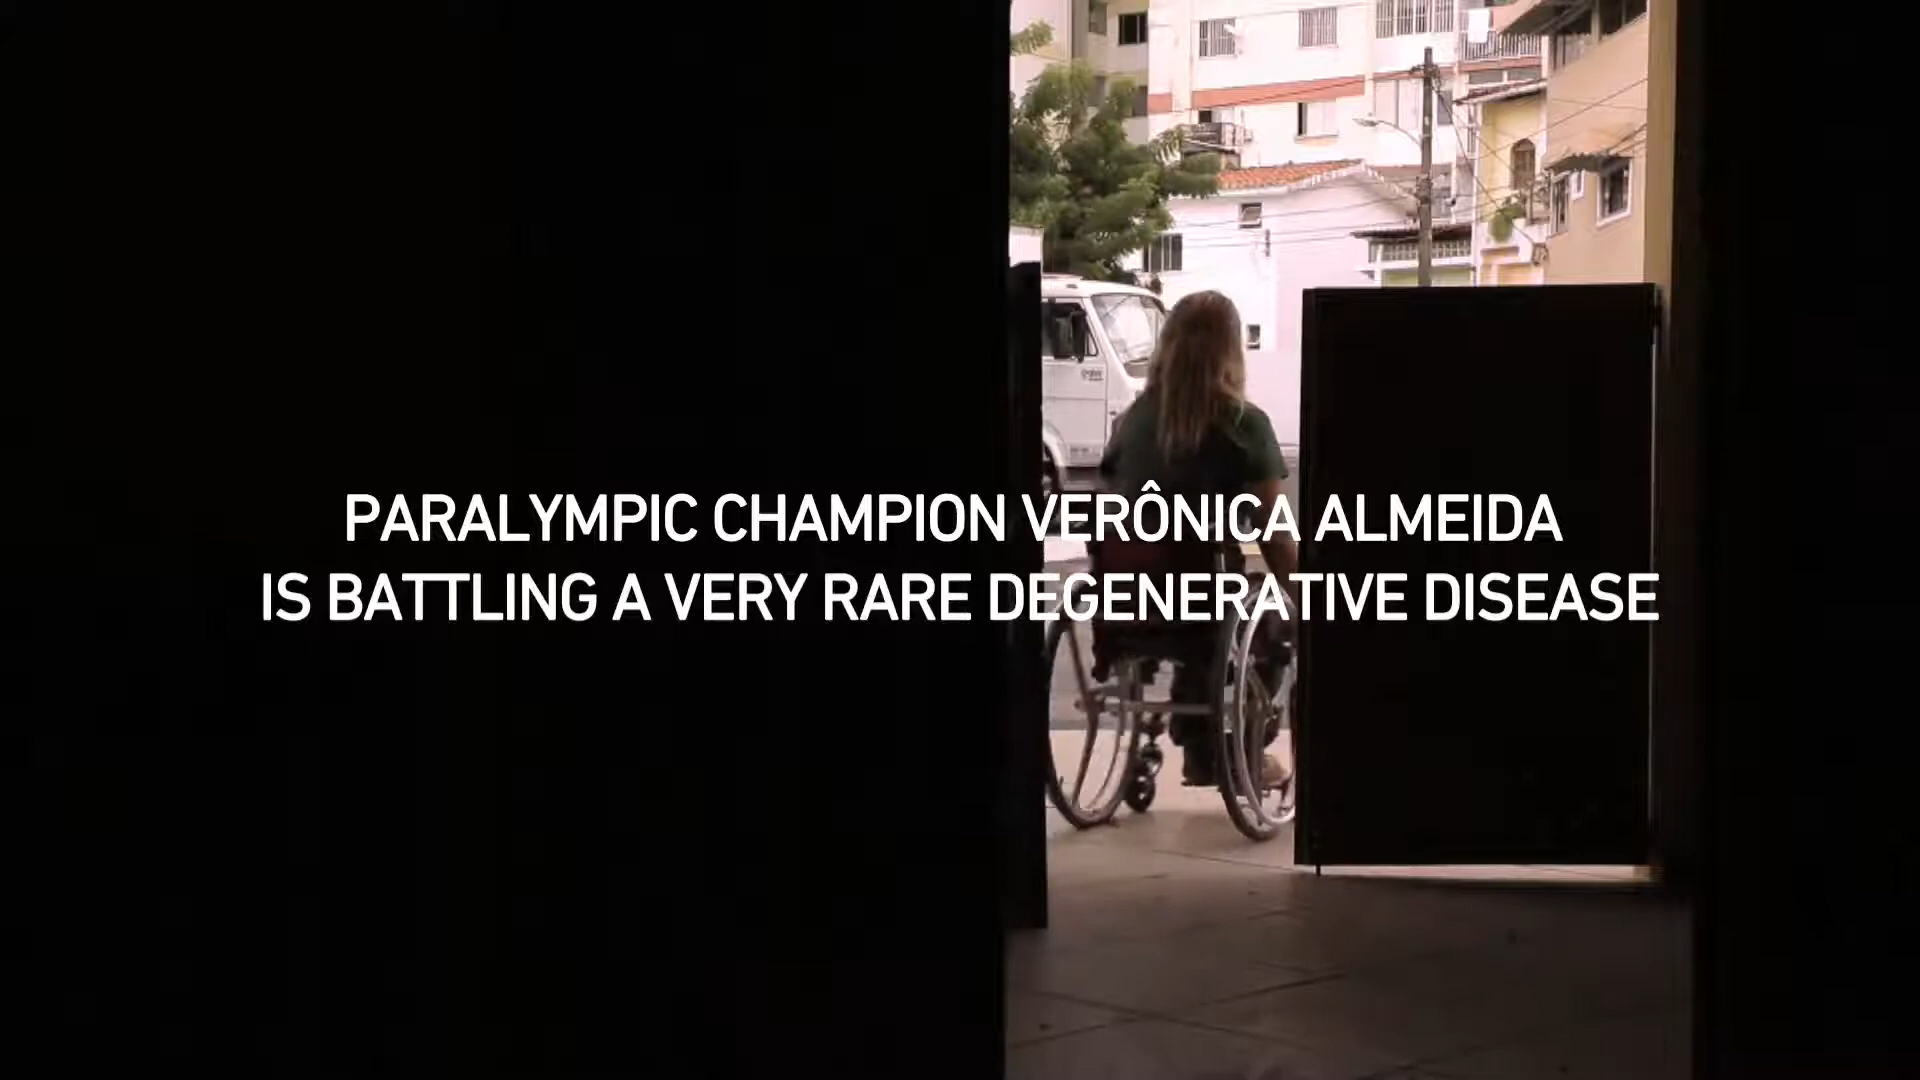 PARALYMPIC CHAMPION VERÔNICA ALMEIDA
IS BATTLING A VERY RARE DEGENERATIVE DISEASE